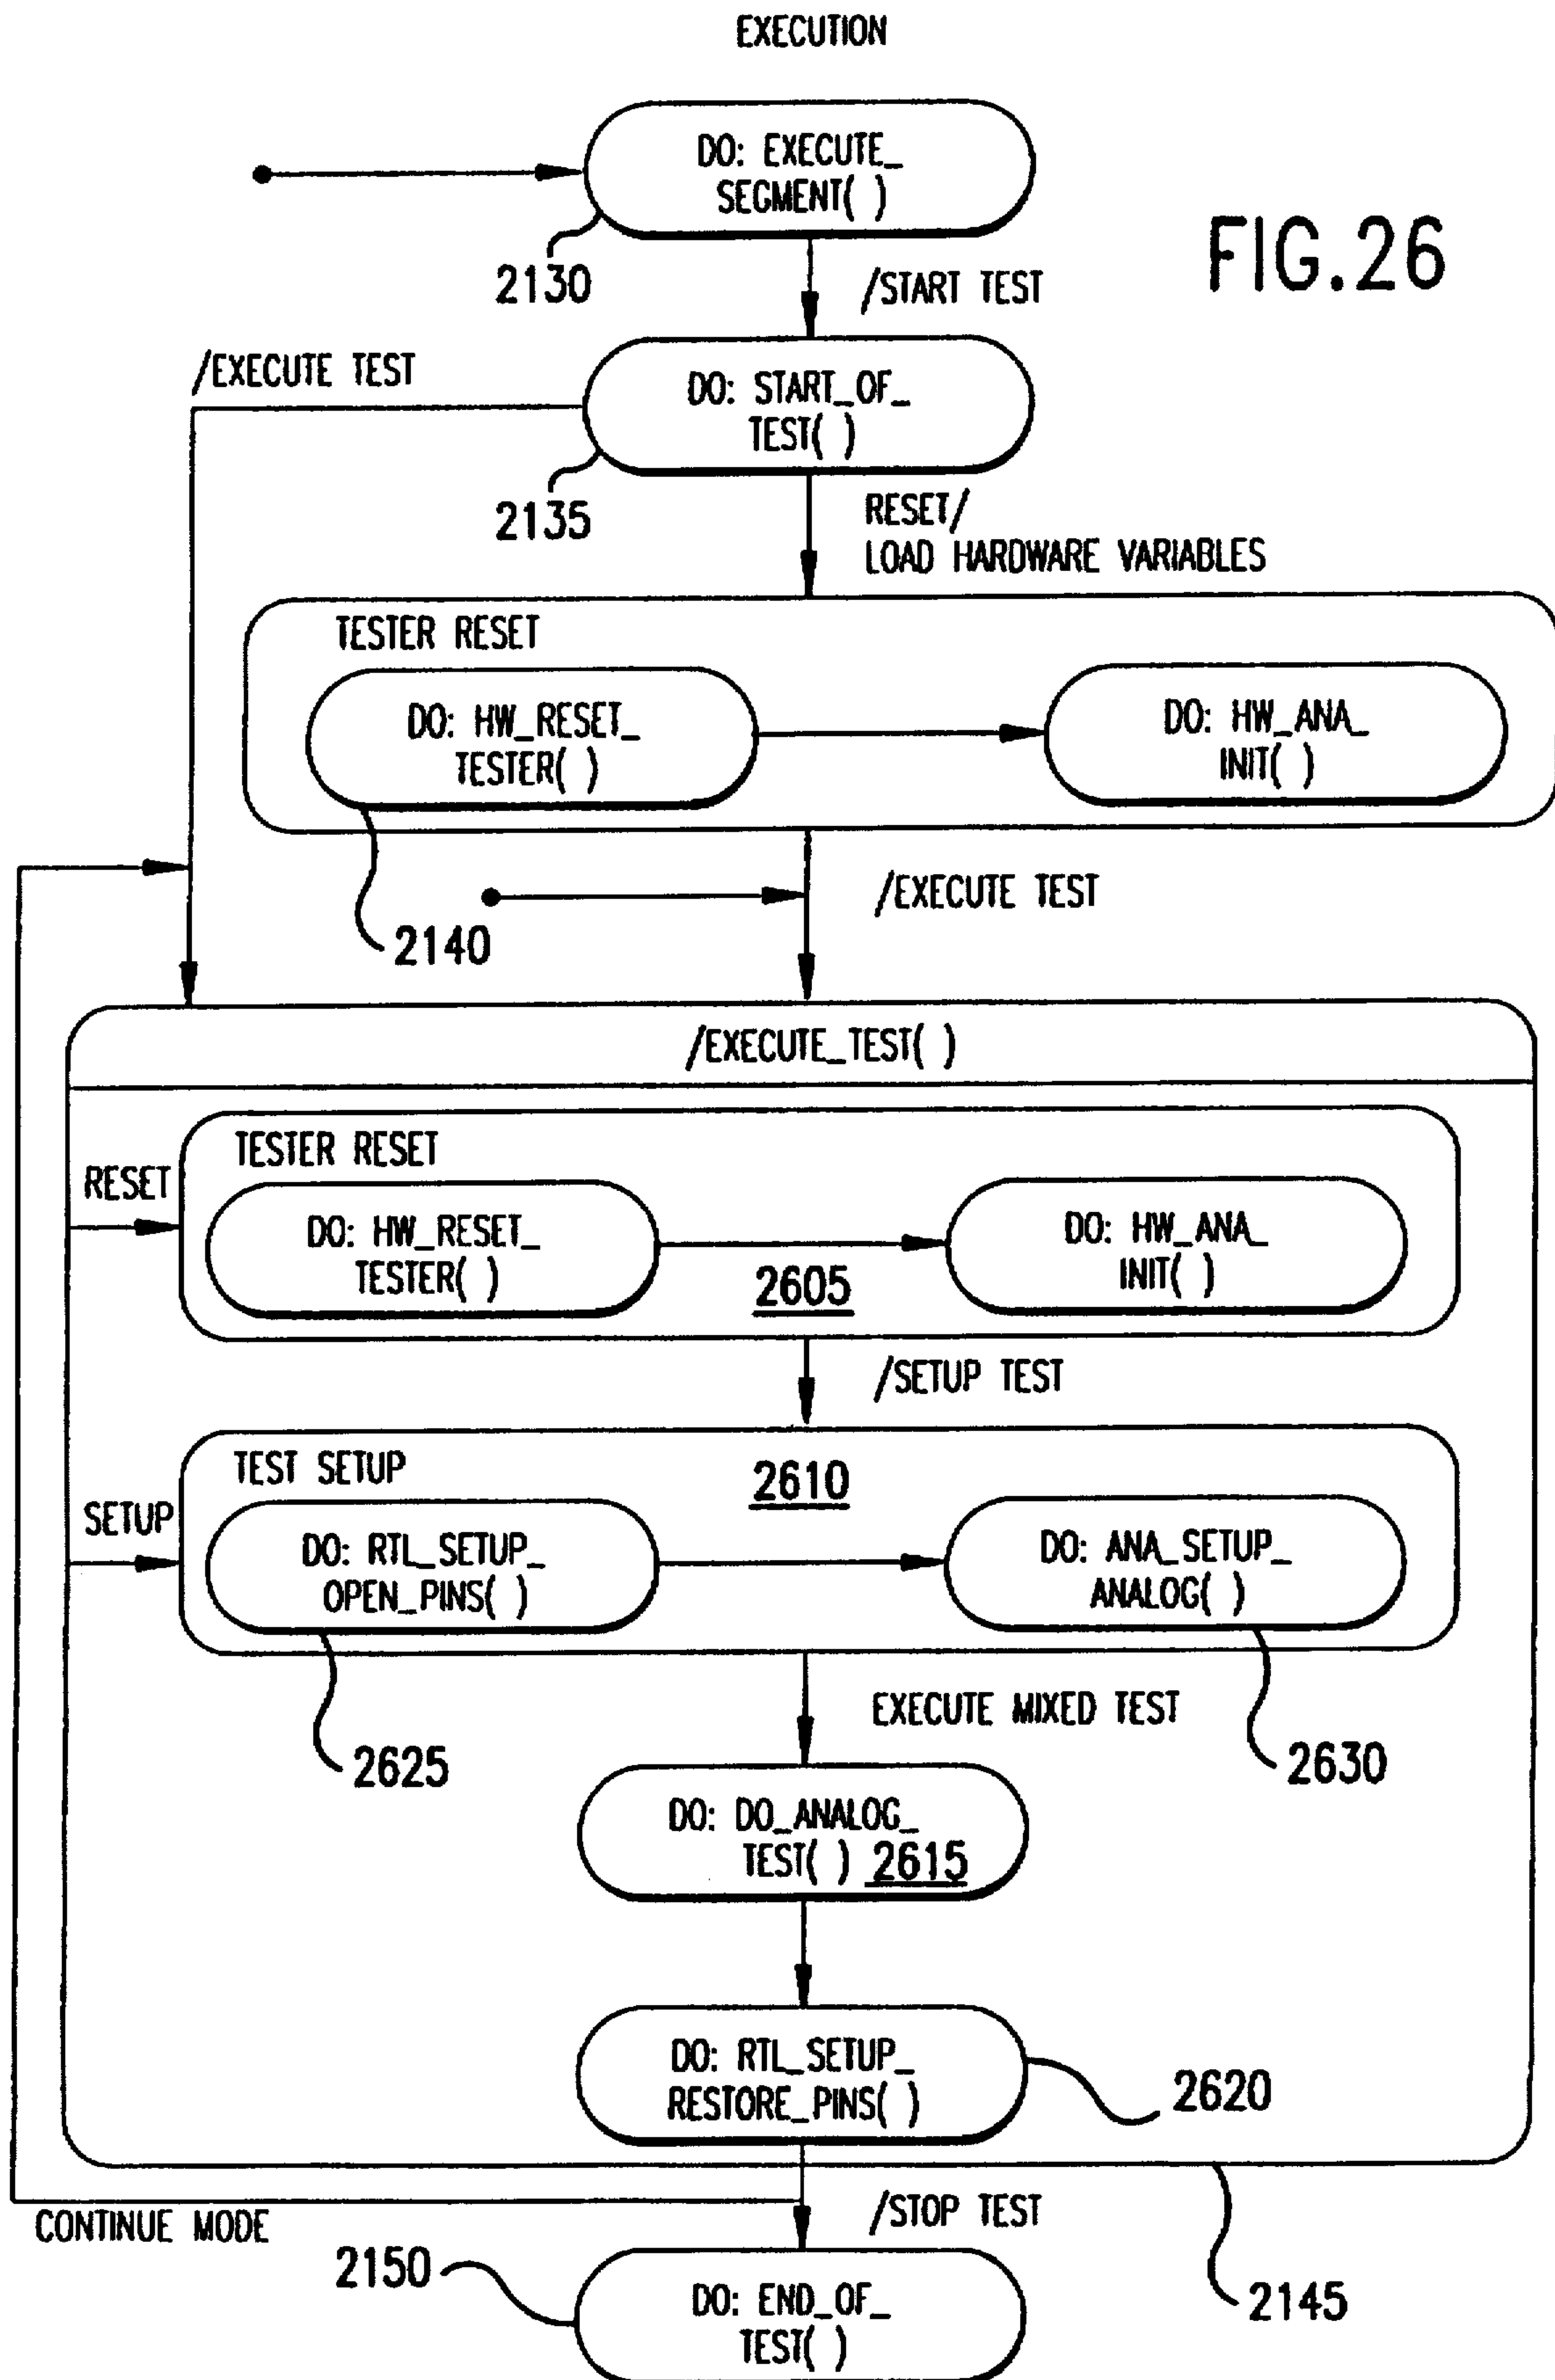 EXECUTION
DO: EXECUTE_
SEGMENT( )
2130
/START TEST
FIG.26
/EXECUTE TEST
DO: START_OF_
TEST( )
2135
RESET/
LOAD HARDWARE VARIABLES
TESTER RESET
DO: HW_RESET_
TESTER( )
DO: HW_ANA_
INIT( )
2140
/EXECUTE TEST
/EXECUTE_TEST( )
TESTER RESET
RESET
DO: HW_RESET_
TESTER( )
2605
DO: HW_ANA_
INIT( )
/SETUP TEST
TEST SETUP
2610
SETUP
DO: RTL_SETUP_
OPEN_PINS( )
DO: ANA_SETUP_
ANALOG( )
2625
EXECUTE MIXED TEST
2630
DO: DO_ANALOG_
TEST( ) 2615
DO: RTL_SETUP_
RESTORE_PINS( )
2620
CONTINUE MODE
/STOP TEST
2150
DO: END_OF_
TEST( )
2145